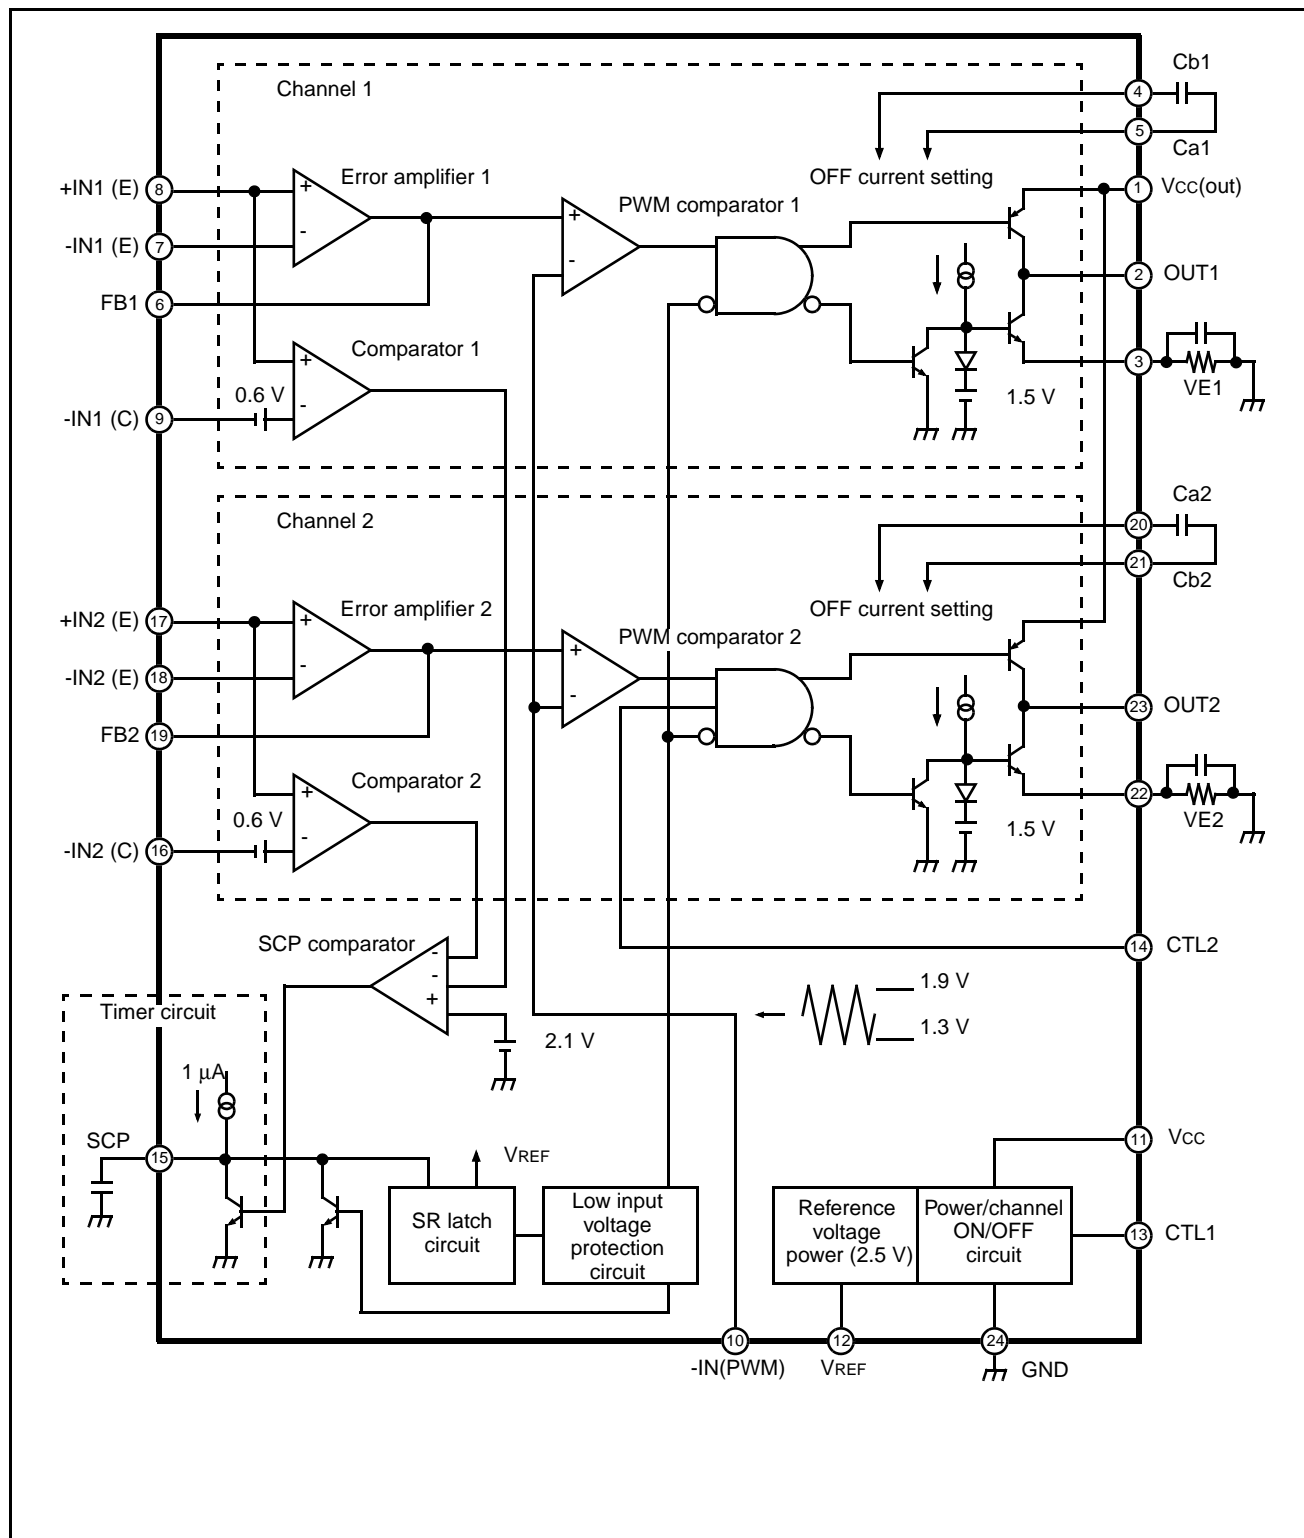 Channel 1
Cb1
4
5
Ca1
OFF current setting
+IN1 (E)
8
Error amplifier 1
+
-
PWM comparator 1
+
-
1
VCC(out)
-IN1 (E)
7
2
OUT1
FB1
6
Comparator 1
+
-
0.6 V
-IN1 (C)
9
3
VE1
1.5 V
Channel 2
Ca2
20
21
Cb2
OFF current setting
+IN2 (E)
17
Error amplifier 2
+
-
PWM comparator 2
+
-
-IN2 (E)
18
23
OUT2
FB2
19
Comparator 2
+
-
0.6 V
-IN2 (C)
16
22
VE2
1.5 V
SCP comparator
-
-
+
14
CTL2
1.9 V
1.3 V
2.1 V
Timer circuit
1 μA
SCP
15
VREF
SR latch
circuit
Low input
voltage
protection
circuit
Reference
voltage
power (2.5 V)
Power/channel
ON/OFF
circuit
11
VCC
13
CTL1
10
-IN(PWM)
12
VREF
24
GND